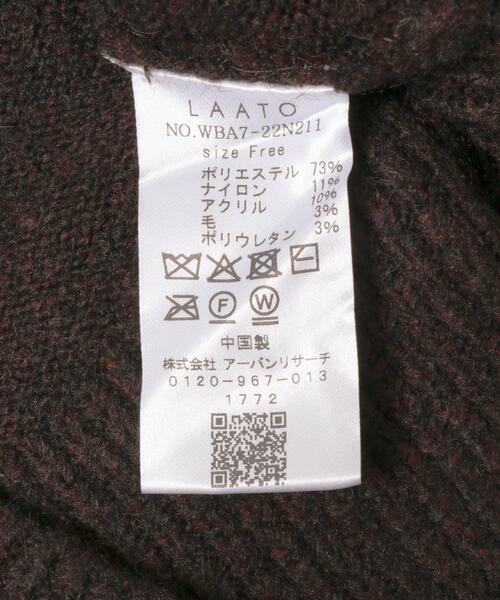 LAATO
NO.WBA7-22N211
size Free
ポリエステル 73%
ナイロン 11%
アクリル 10%
毛 3%
ポリウレタン 3%
F W
中国製
株式会社 アーバンリサーチ
0120-967-013
1772